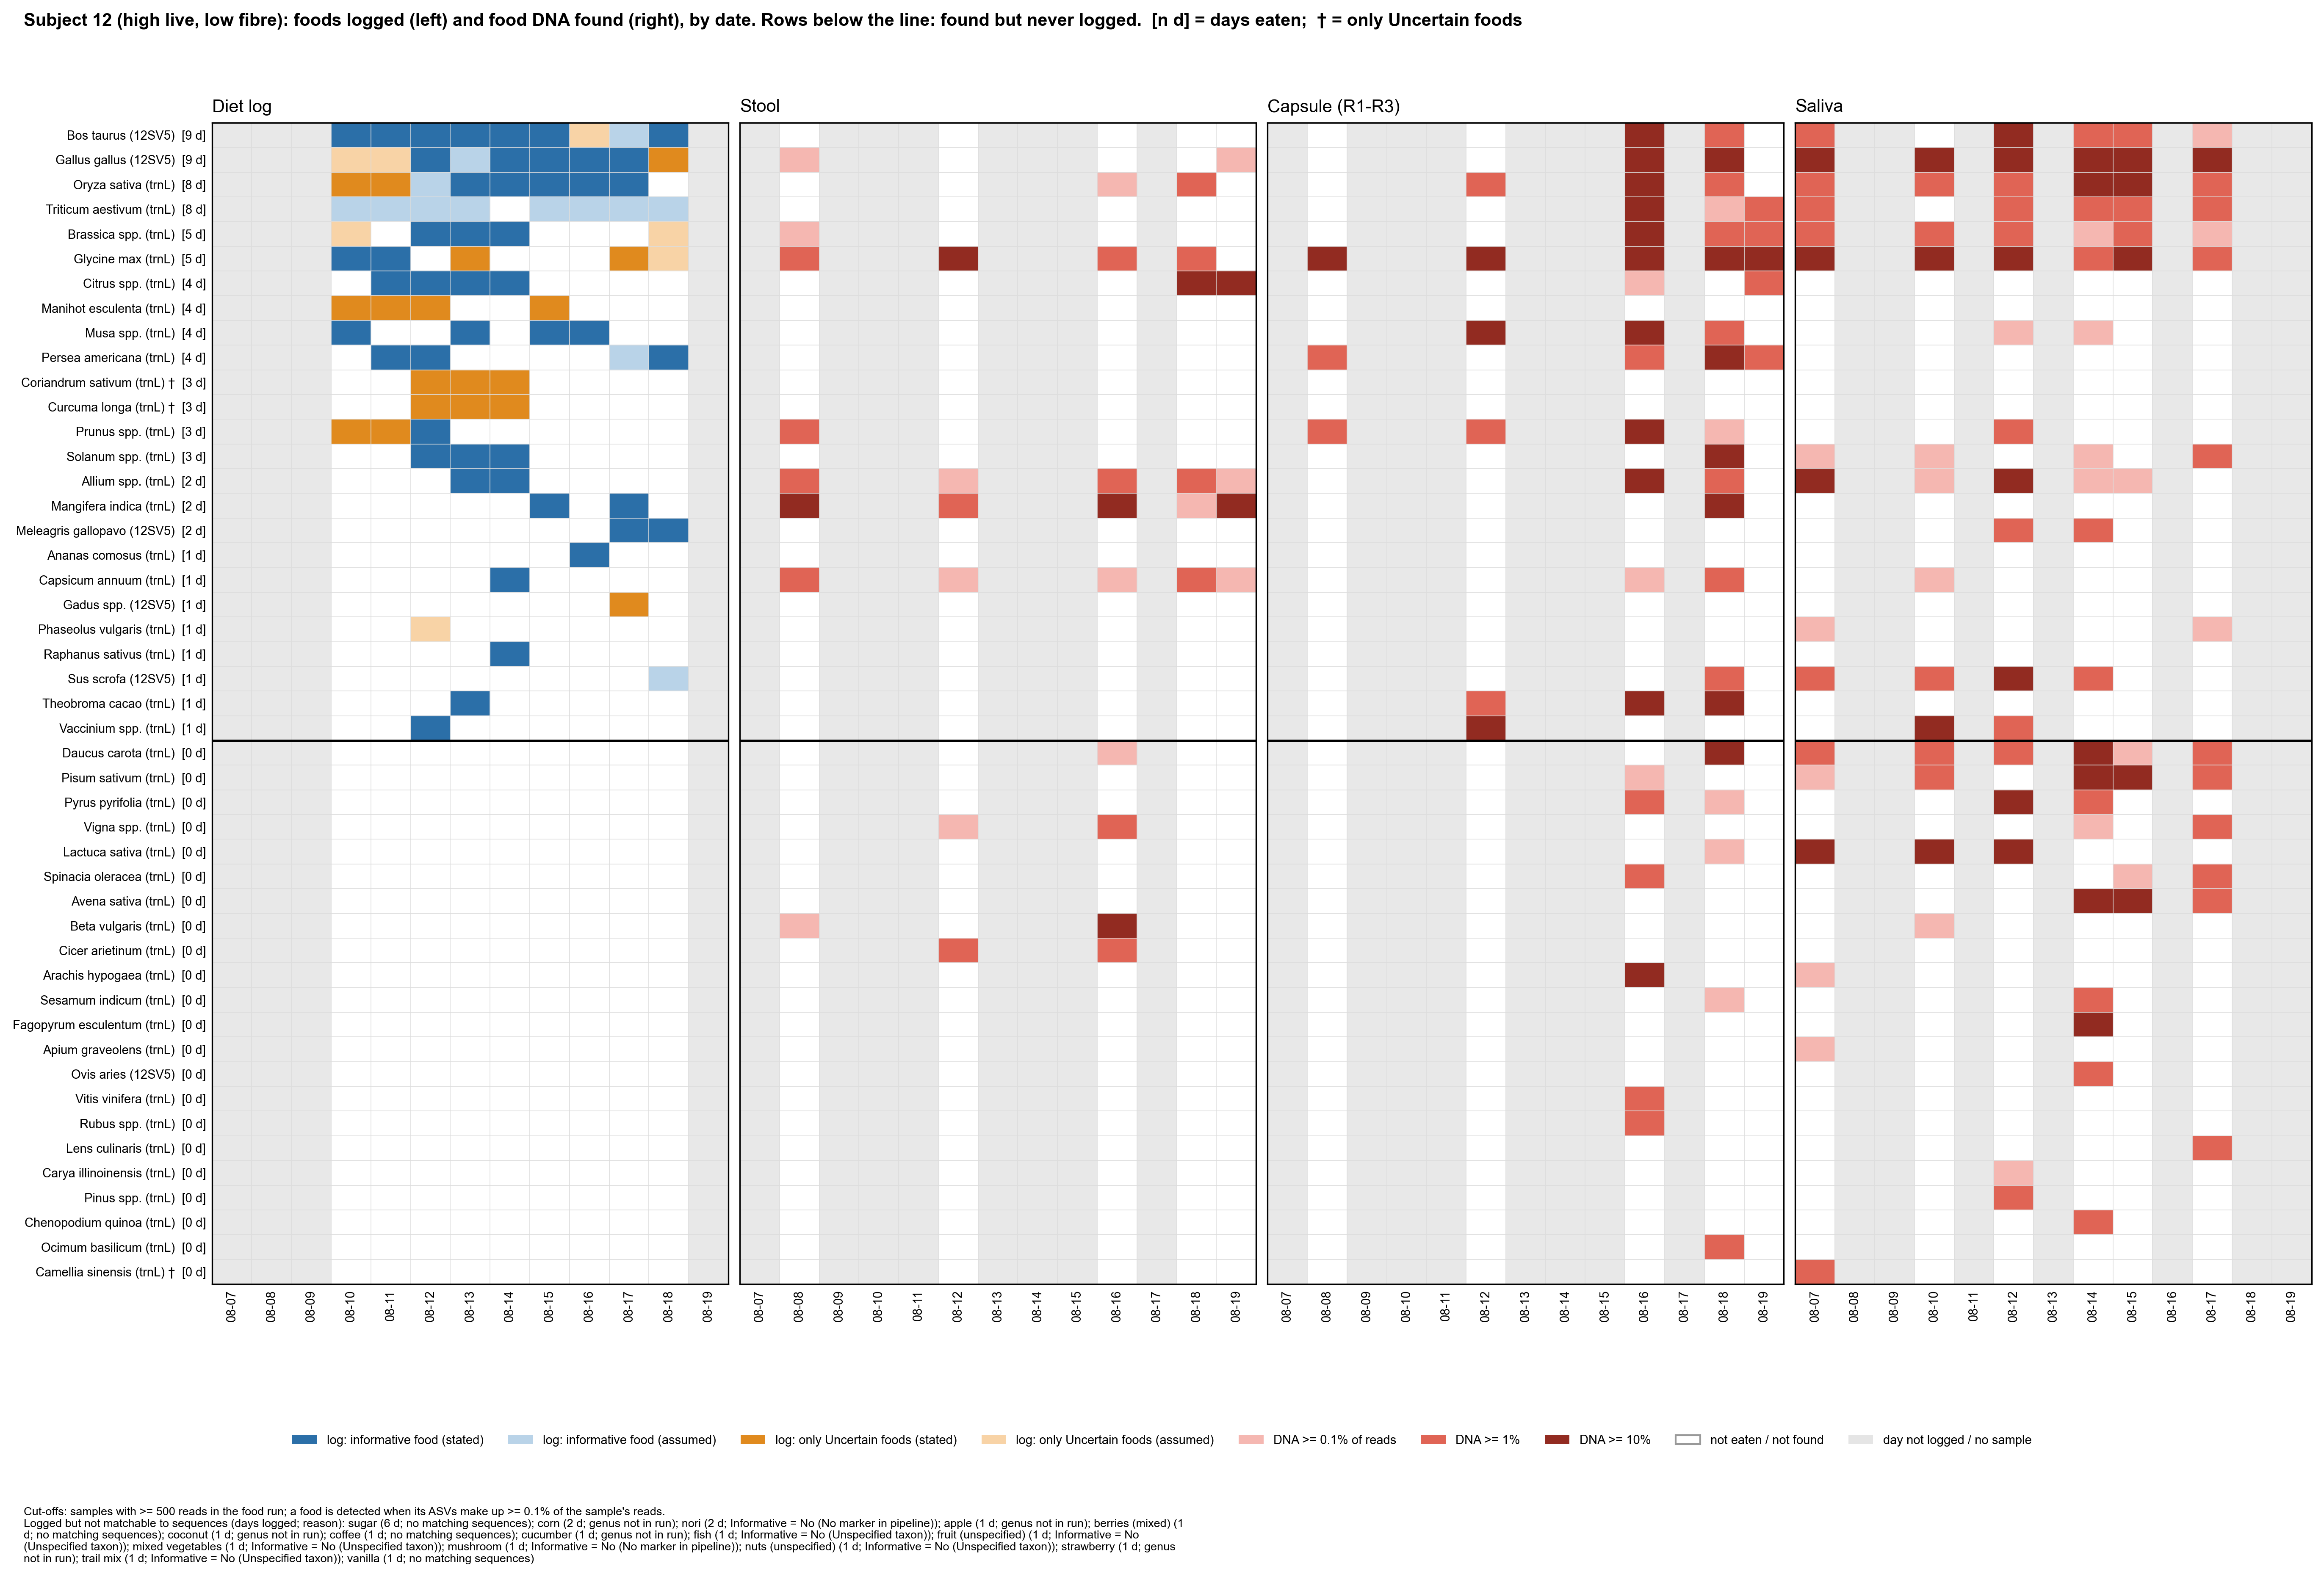 Subject 12 (high live, low fibre): foods logged (left) and food DNA found (right), by date. Rows below the line: found but never logged.  [n d] = days eaten;  † = only Uncertain foods
Diet log
Stool
Capsule (R1-R3)
Saliva
Bos taurus (12SV5)  [9 d]
Gallus gallus (12SV5)  [9 d]
Oryza sativa (trnL)  [8 d]
Triticum aestivum (trnL)  [8 d]
Brassica spp. (trnL)  [5 d]
Glycine max (trnL)  [5 d]
Citrus spp. (trnL)  [4 d]
Manihot esculenta (trnL)  [4 d]
Musa spp. (trnL)  [4 d]
Persea americana (trnL)  [4 d]
Coriandrum sativum (trnL) †  [3 d]
Curcuma longa (trnL) †  [3 d]
Prunus spp. (trnL)  [3 d]
Solanum spp. (trnL)  [3 d]
Allium spp. (trnL)  [2 d]
Mangifera indica (trnL)  [2 d]
Meleagris gallopavo (12SV5)  [2 d]
Ananas comosus (trnL)  [1 d]
Capsicum annuum (trnL)  [1 d]
Gadus spp. (12SV5)  [1 d]
Phaseolus vulgaris (trnL)  [1 d]
Raphanus sativus (trnL)  [1 d]
Sus scrofa (12SV5)  [1 d]
Theobroma cacao (trnL)  [1 d]
Vaccinium spp. (trnL)  [1 d]
Daucus carota (trnL)  [0 d]
Pisum sativum (trnL)  [0 d]
Pyrus pyrifolia (trnL)  [0 d]
Vigna spp. (trnL)  [0 d]
Lactuca sativa (trnL)  [0 d]
Spinacia oleracea (trnL)  [0 d]
Avena sativa (trnL)  [0 d]
Beta vulgaris (trnL)  [0 d]
Cicer arietinum (trnL)  [0 d]
Arachis hypogaea (trnL)  [0 d]
Sesamum indicum (trnL)  [0 d]
Fagopyrum esculentum (trnL)  [0 d]
Apium graveolens (trnL)  [0 d]
Ovis aries (12SV5)  [0 d]
Vitis vinifera (trnL)  [0 d]
Rubus spp. (trnL)  [0 d]
Lens culinaris (trnL)  [0 d]
Carya illinoinensis (trnL)  [0 d]
Pinus spp. (trnL)  [0 d]
Chenopodium quinoa (trnL)  [0 d]
Ocimum basilicum (trnL)  [0 d]
Camellia sinensis (trnL) †  [0 d]
08-07 08-08 08-09 08-10 08-11 08-12 08-13 08-14 08-15 08-16 08-17 08-18 08-19
08-07 08-08 08-09 08-10 08-11 08-12 08-13 08-14 08-15 08-16 08-17 08-18 08-19
08-07 08-08 08-09 08-10 08-11 08-12 08-13 08-14 08-15 08-16 08-17 08-18 08-19
08-07 08-08 08-09 08-10 08-11 08-12 08-13 08-14 08-15 08-16 08-17 08-18 08-19
log: informative food (stated)
log: informative food (assumed)
log: only Uncertain foods (stated)
log: only Uncertain foods (assumed)
DNA >= 0.1% of reads
DNA >= 1%
DNA >= 10%
not eaten / not found
day not logged / no sample
Cut-offs: samples with >= 500 reads in the food run; a food is detected when its ASVs make up >= 0.1% of the sample's reads.
Logged but not matchable to sequences (days logged; reason): sugar (6 d; no matching sequences); corn (2 d; genus not in run); nori (2 d; Informative = No (No marker in pipeline)); apple (1 d; genus not in run); berries (mixed) (1
d; no matching sequences); coconut (1 d; genus not in run); coffee (1 d; no matching sequences); cucumber (1 d; genus not in run); fish (1 d; Informative = No (Unspecified taxon)); fruit (unspecified) (1 d; Informative = No
(Unspecified taxon)); mixed vegetables (1 d; Informative = No (Unspecified taxon)); mushroom (1 d; Informative = No (No marker in pipeline)); nuts (unspecified) (1 d; Informative = No (Unspecified taxon)); strawberry (1 d; genus
not in run); trail mix (1 d; Informative = No (Unspecified taxon)); vanilla (1 d; no matching sequences)